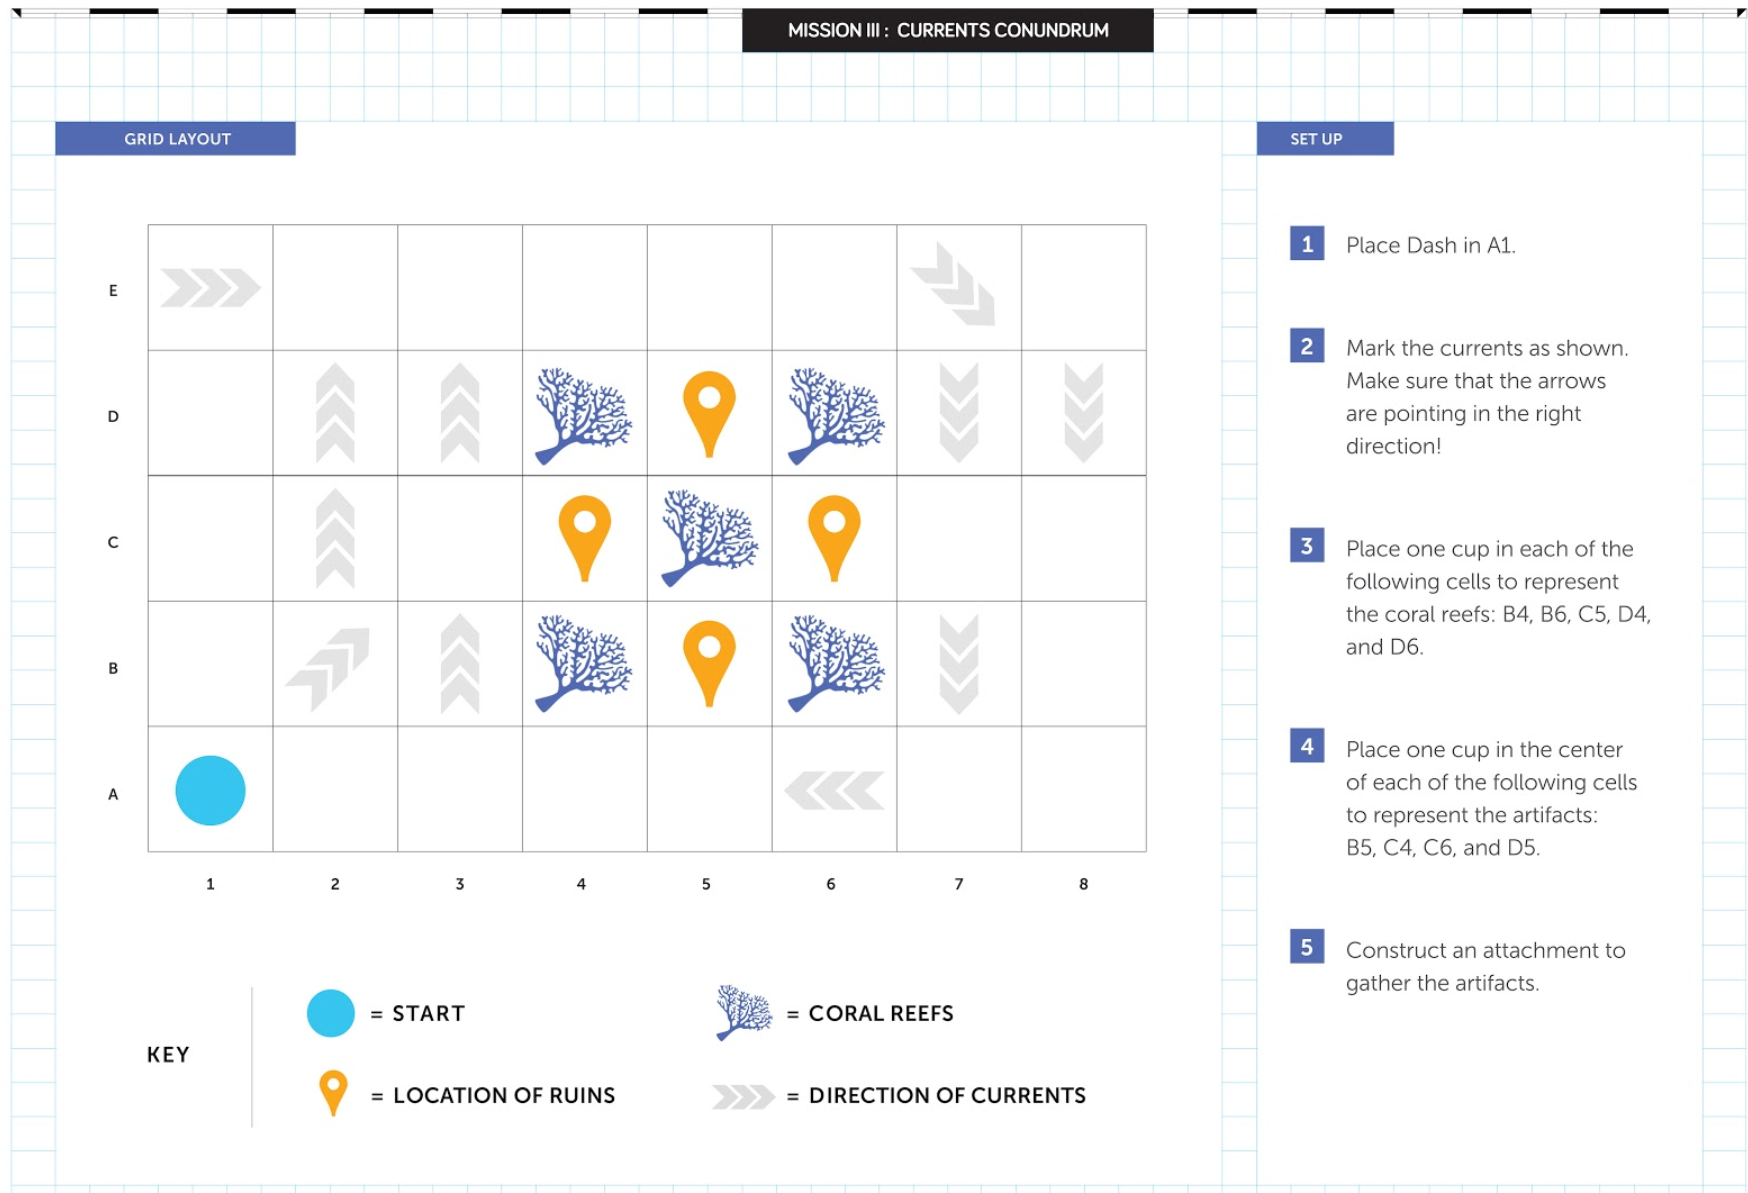 MISSION III : CURRENTS CONUNDRUM
GRID LAYOUT
E
D
C
B
A
1 2 3 4 5 6 7 8
KEY
= START
= CORAL REEFS
= LOCATION OF RUINS
= DIRECTION OF CURRENTS
SET UP
1 Place Dash in A1.
2 Mark the currents as shown.
Make sure that the arrows
are pointing in the right
direction!
3 Place one cup in each of the
following cells to represent
the coral reefs: B4, B6, C5, D4,
and D6.
4 Place one cup in the center
of each of the following cells
to represent the artifacts:
B5, C4, C6, and D5.
5 Construct an attachment to
gather the artifacts.